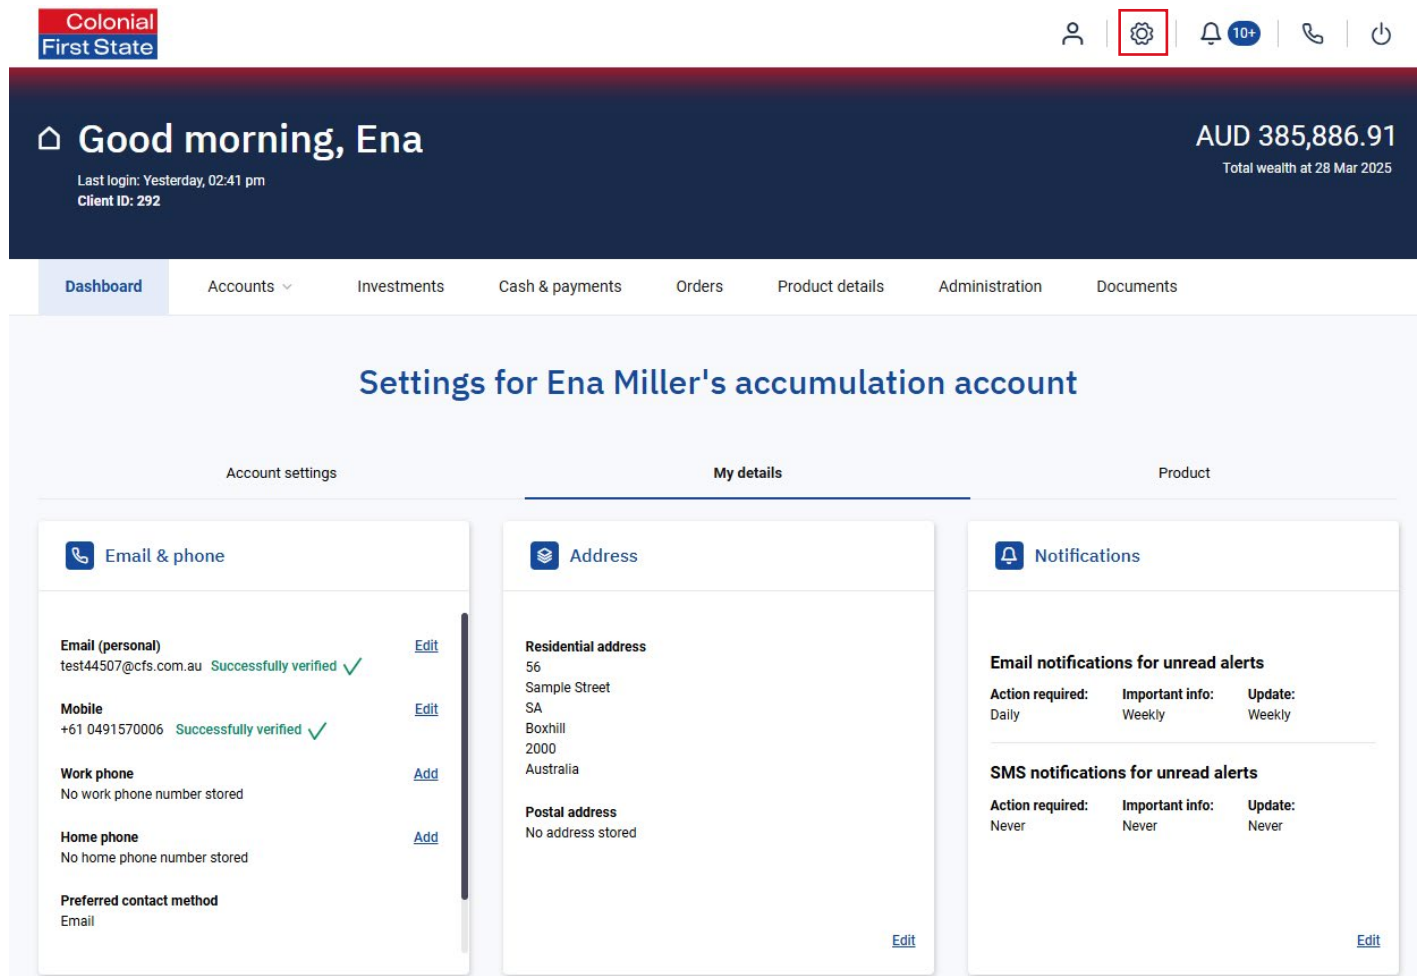 Colonial
First State
10+
Good morning, Ena
AUD 385,886.91
Last login: Yesterday, 02:41 pm
Total wealth at 28 Mar 2025
Client ID: 292
Dashboard
Accounts
Investments
Cash & payments
Orders
Product details
Administration
Documents
Settings for Ena Miller's accumulation account
Account settings
My details
Product
Email & phone
Email (personal)
Edit
test44507@cfs.com.au Successfully verified
Mobile
Edit
+61 0491570006 Successfully verified
Work phone
Add
No work phone number stored
Home phone
Add
No home phone number stored
Preferred contact method
Email
Address
Residential address
56
Sample Street
SA
Boxhill
2000
Australia
Postal address
No address stored
Edit
Notifications
Email notifications for unread alerts
Action required: Important info: Update:
Daily Weekly Weekly
SMS notifications for unread alerts
Action required: Important info: Update:
Never Never Never
Edit